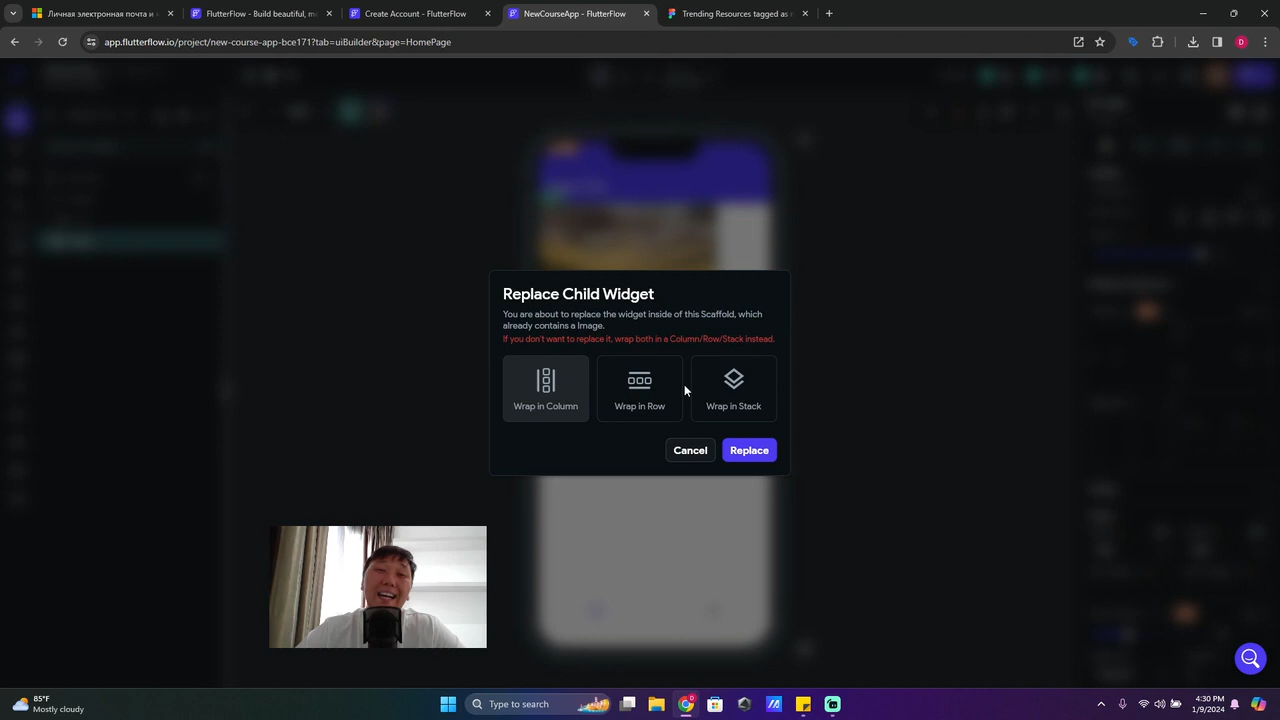 Личная электронная почта и
FlutterFlow - Build beautiful, m
Create Account - FlutterFlow
NewCourseApp - FlutterFlow
Trending Resources tagged as
app.flutterflow.io/project/new-course-app-bce171?tab=uiBuilder&page=HomePage
D
Replace Child Widget
You are about to replace the widget inside of this Scaffold, which
already contains a Image.
If you don't want to replace it, wrap both in a Column/Row/Stack instead.
Wrap in Column
Wrap in Row
Wrap in Stack
Cancel
Replace
85°F
Mostly cloudy
Type to search
4:30 PM
1/9/2024